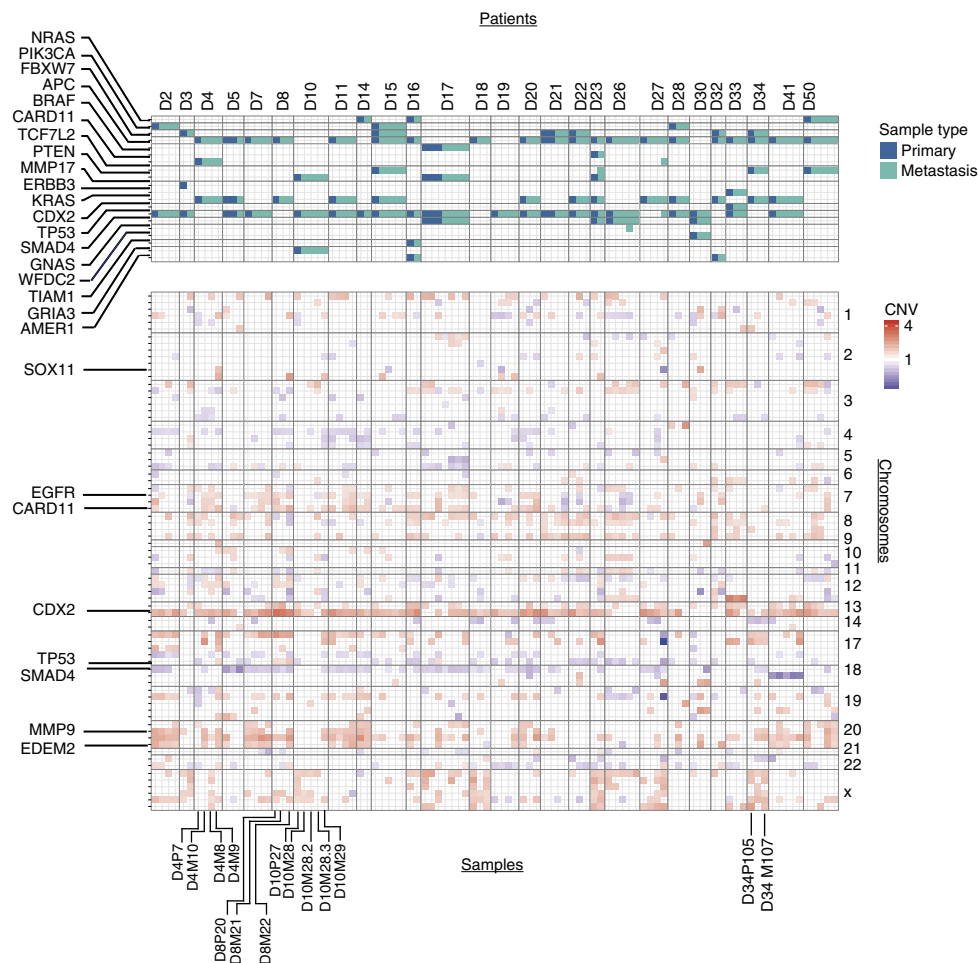 Patients
NRAS
PIK3CA
FBXW7
APC
BRAF
CARD11
TCF7L2
PTEN
MMP17
ERBB3
KRAS
CDX2
TP53
SMAD4
GNAS
WFDC2
TIAM1
GRIA3
AMER1
D2
D3
D4
D5
D7
D8
D10
D11
D14
D15
D16
D17
D18
D19
D20
D21
D22
D23
D26
D27
D28
D30
D32
D33
D34
D41
D50
Sample type
Primary
Metastasis
SOX11
EGFR
CARD11
CDX2
TP53
SMAD4
MMP9
EDEM2
1
2
3
4
5
6
7
8
9
10
11
12
13
14
17
18
19
20
21
22
x
CNV
4
1
Chromosomes
D4P7
D4M10
D4M8
D4M9
D8P20
D8M21
D8M22
D10P27
D10M28
D10M28.2
D10M28.3
D10M29
Samples
D34P105
D34 M107